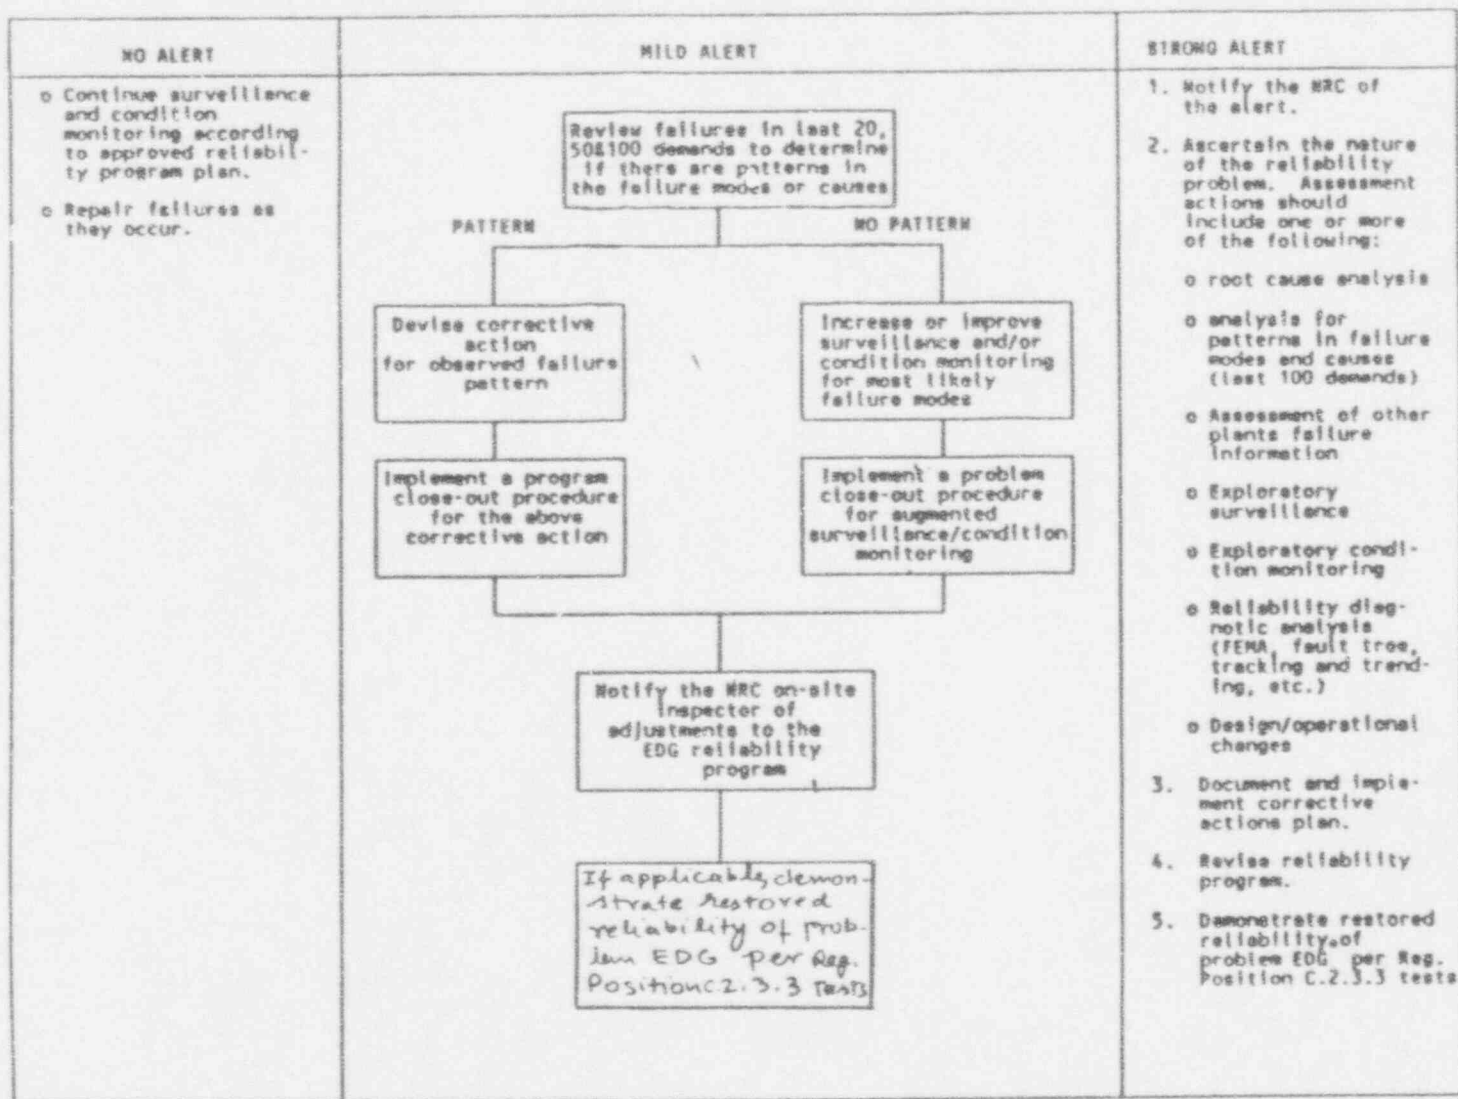 NO ALERT
o Continue surveillance
and condition
monitoring according
to approved reliabil-
ty program plan.
o Repair failures as
they occur.
MILD ALERT
Review failures in last 20,
50&100 demands to determine
if there are patterns in
the failure modes or causes
PATTERN
NO PATTERN
Devise corrective
action
for observed failure
pattern
Increase or improve
surveillance and/or
condition monitoring
for most likely
failure modes
Implement a program
close-out procedure
for the above
corrective action
Implement a problem
close-out procedure
for augmented
surveillance/condition
monitoring
Notify the NRC on-site
inspector of
adjustments to the
EDG reliability
program
If applicable, demon-
strate restored
reliability of prob-
lem EDG per Reg.
Position C.2.3.3 Tests
STRONG ALERT
1. Notify the NRC of
the alert.
2. Ascertain the nature
of the reliability
problem. Assessment
actions should
include one or more
of the following:
o root cause analysis
o analysis for
patterns in failure
modes and causes
(last 100 demands)
o Assessment of other
plants failure
information
o Exploratory
surveillance
o Exploratory condi-
tion monitoring
o Reliability diag-
notic analysis
(FEMA, fault tree,
tracking and trend-
ing, etc.)
o Design/operational
changes
3. Document and imple-
ment corrective
actions plan.
4. Revise reliability
program.
5. Demonstrate restored
reliability of
problem EDG per Reg.
Position C.2.3.3 tests